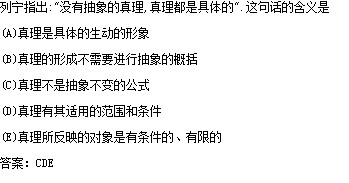 列宁指出:"没有抽象的真理,真理都是具体的".这句话的含义是
(A)真理是具体的生动的形象
(B)真理的形成不需要进行抽象的概括
(C)真理不是抽象不变的公式
(D)真理有其适用的范围和条件
(E)真理所反映的对象是有条件的、有限的
答案: CDE